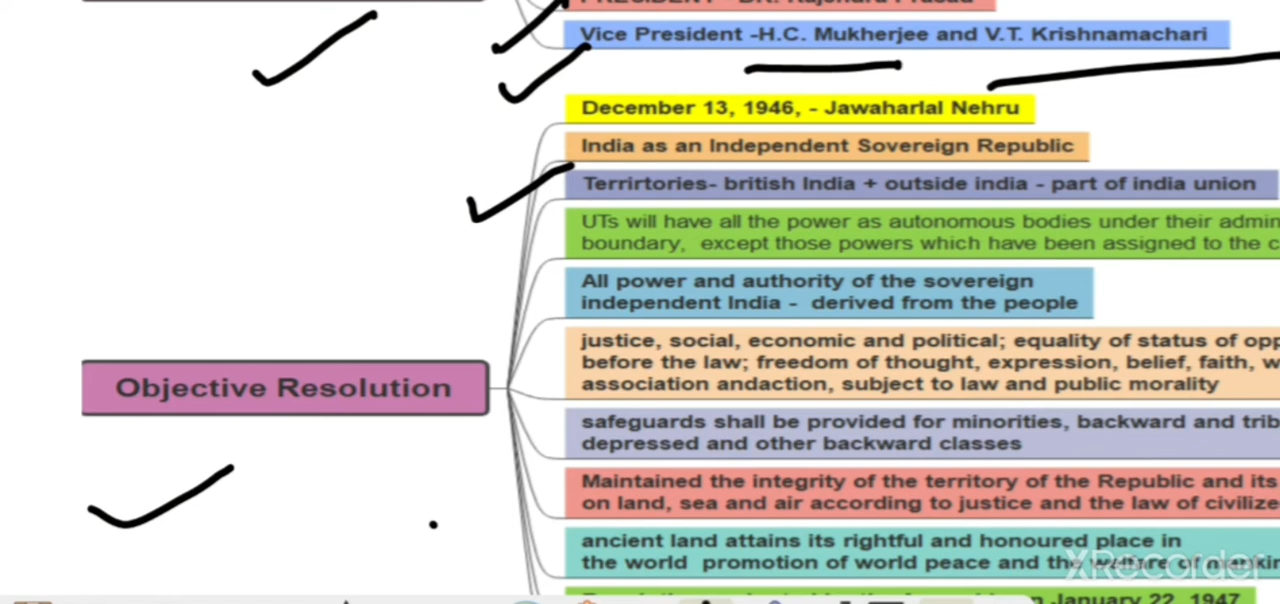 PRESIDENT - DR. Rajendra Prasad
Vice President -H.C. Mukherjee and V.T. Krishnamachari
December 13, 1946, - Jawaharlal Nehru
India as an Independent Sovereign Republic
Terrirtories- british India + outside india - part of india union
UTs will have all the power as autonomous bodies under their admin
boundary, except those powers which have been assigned to the c
All power and authority of the sovereign
independent India - derived from the people
justice, social, economic and political; equality of status of opp
before the law; freedom of thought, expression, belief, faith, w
association andaction, subject to law and public morality
Objective Resolution
safeguards shall be provided for minorities, backward and trib
depressed and other backward classes
Maintained the integrity of the territory of the Republic and its
on land, sea and air according to justice and the law of civilize
ancient land attains its rightful and honoured place in
the world promotion of world peace and the welfare of mankin
XRecorder
January 22, 1947